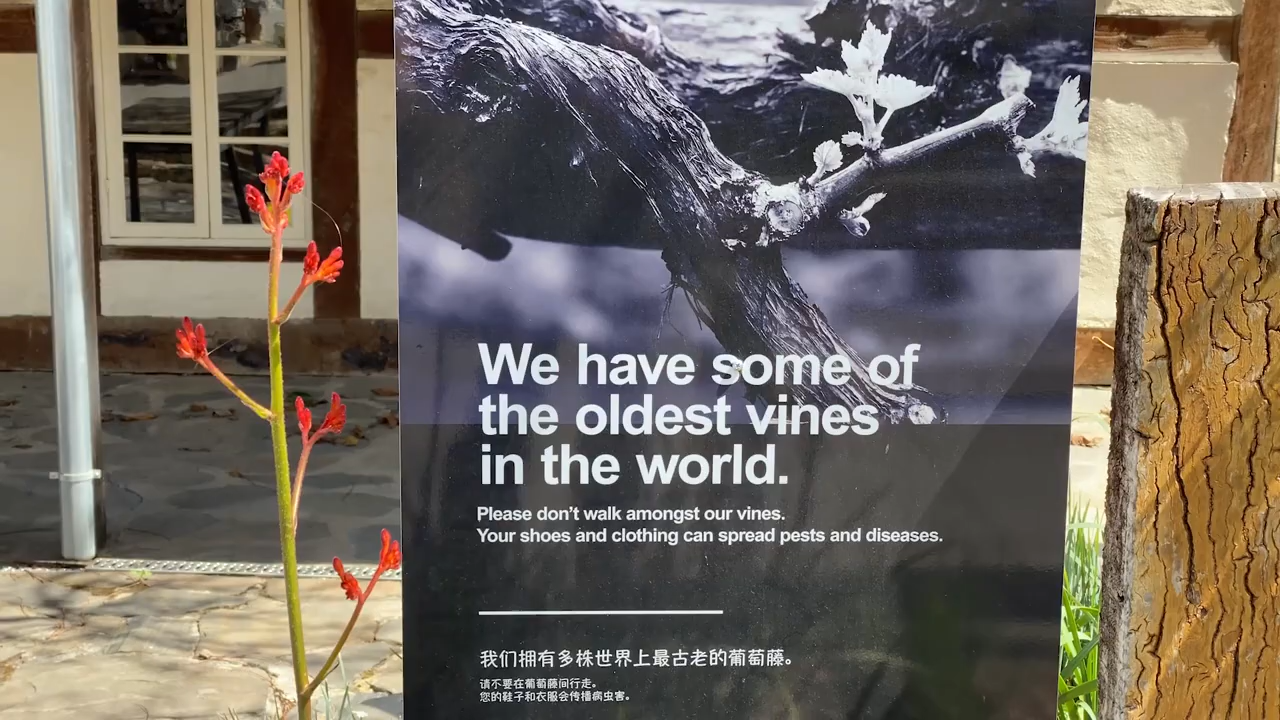 We have some of
the oldest vines
in the world.
Please don't walk amongst our vines.
Your shoes and clothing can spread pests and diseases.
我们拥有多株世界上最古老的葡萄藤。
请不要在葡萄藤间行走。
您的鞋子和衣服会传播病虫害。